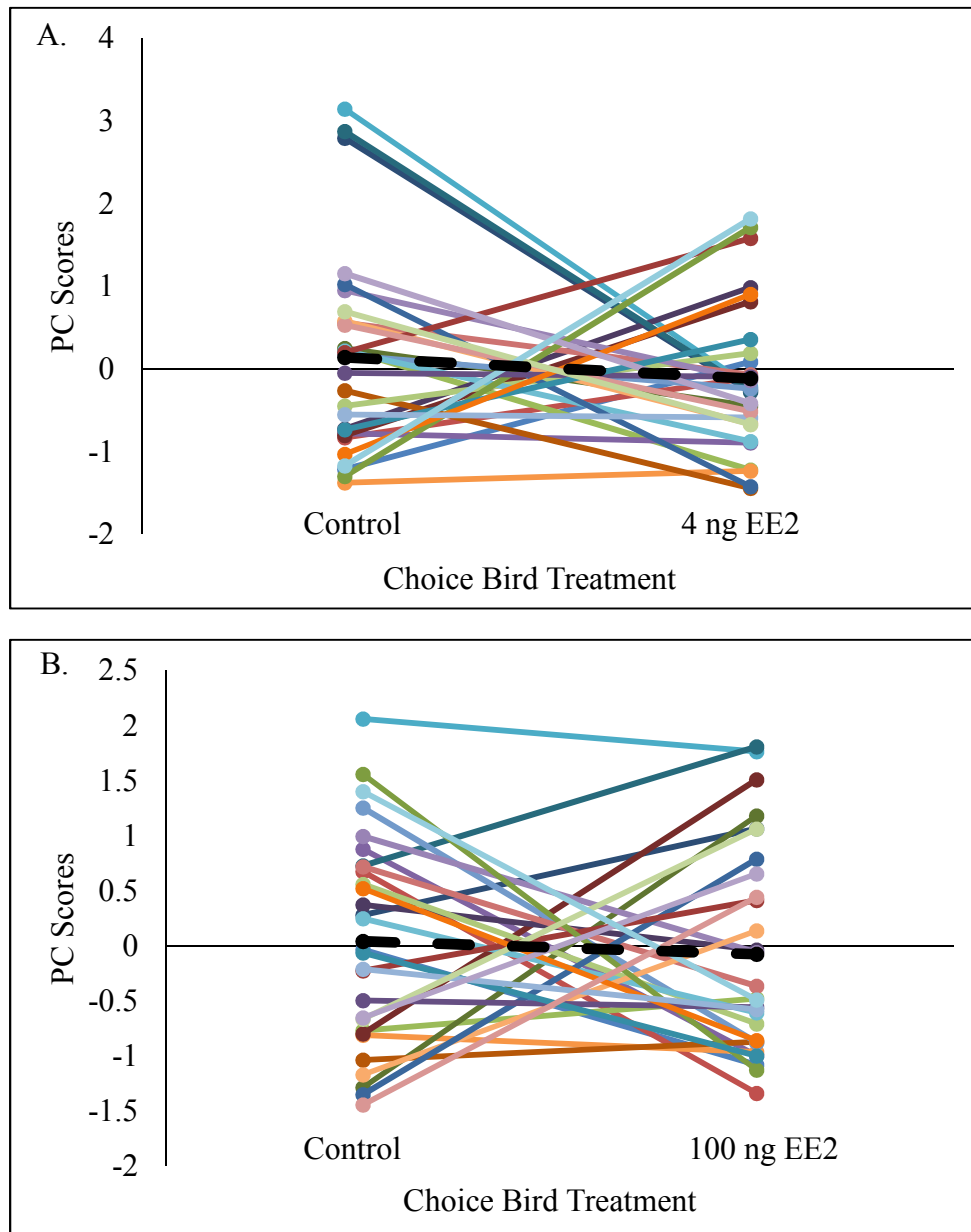 A.
4
3
2
1
0
-1
-2
PC Scores
Control 4 ng EE2
Choice Bird Treatment
B.
2.5
2
1.5
1
0.5
0
-0.5
-1
-1.5
-2
PC Scores
Control 100 ng EE2
Choice Bird Treatment